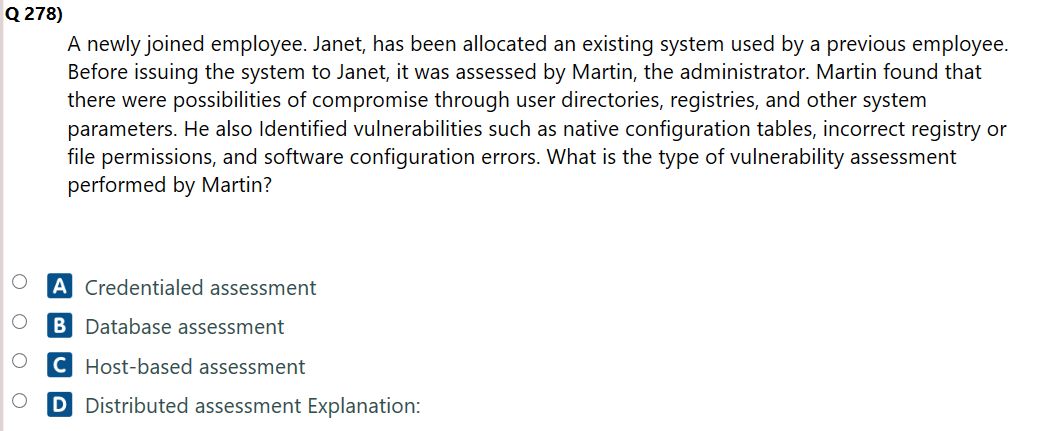 Q 278)
A newly joined employee. Janet, has been allocated an existing system used by a previous employee.
Before issuing the system to Janet, it was assessed by Martin, the administrator. Martin found that
there were possibilities of compromise through user directories, registries, and other system
parameters. He also Identified vulnerabilities such as native configuration tables, incorrect registry or
file permissions, and software configuration errors. What is the type of vulnerability assessment
performed by Martin?
A Credentialed assessment
B Database assessment
C Host-based assessment
D Distributed assessment Explanation: